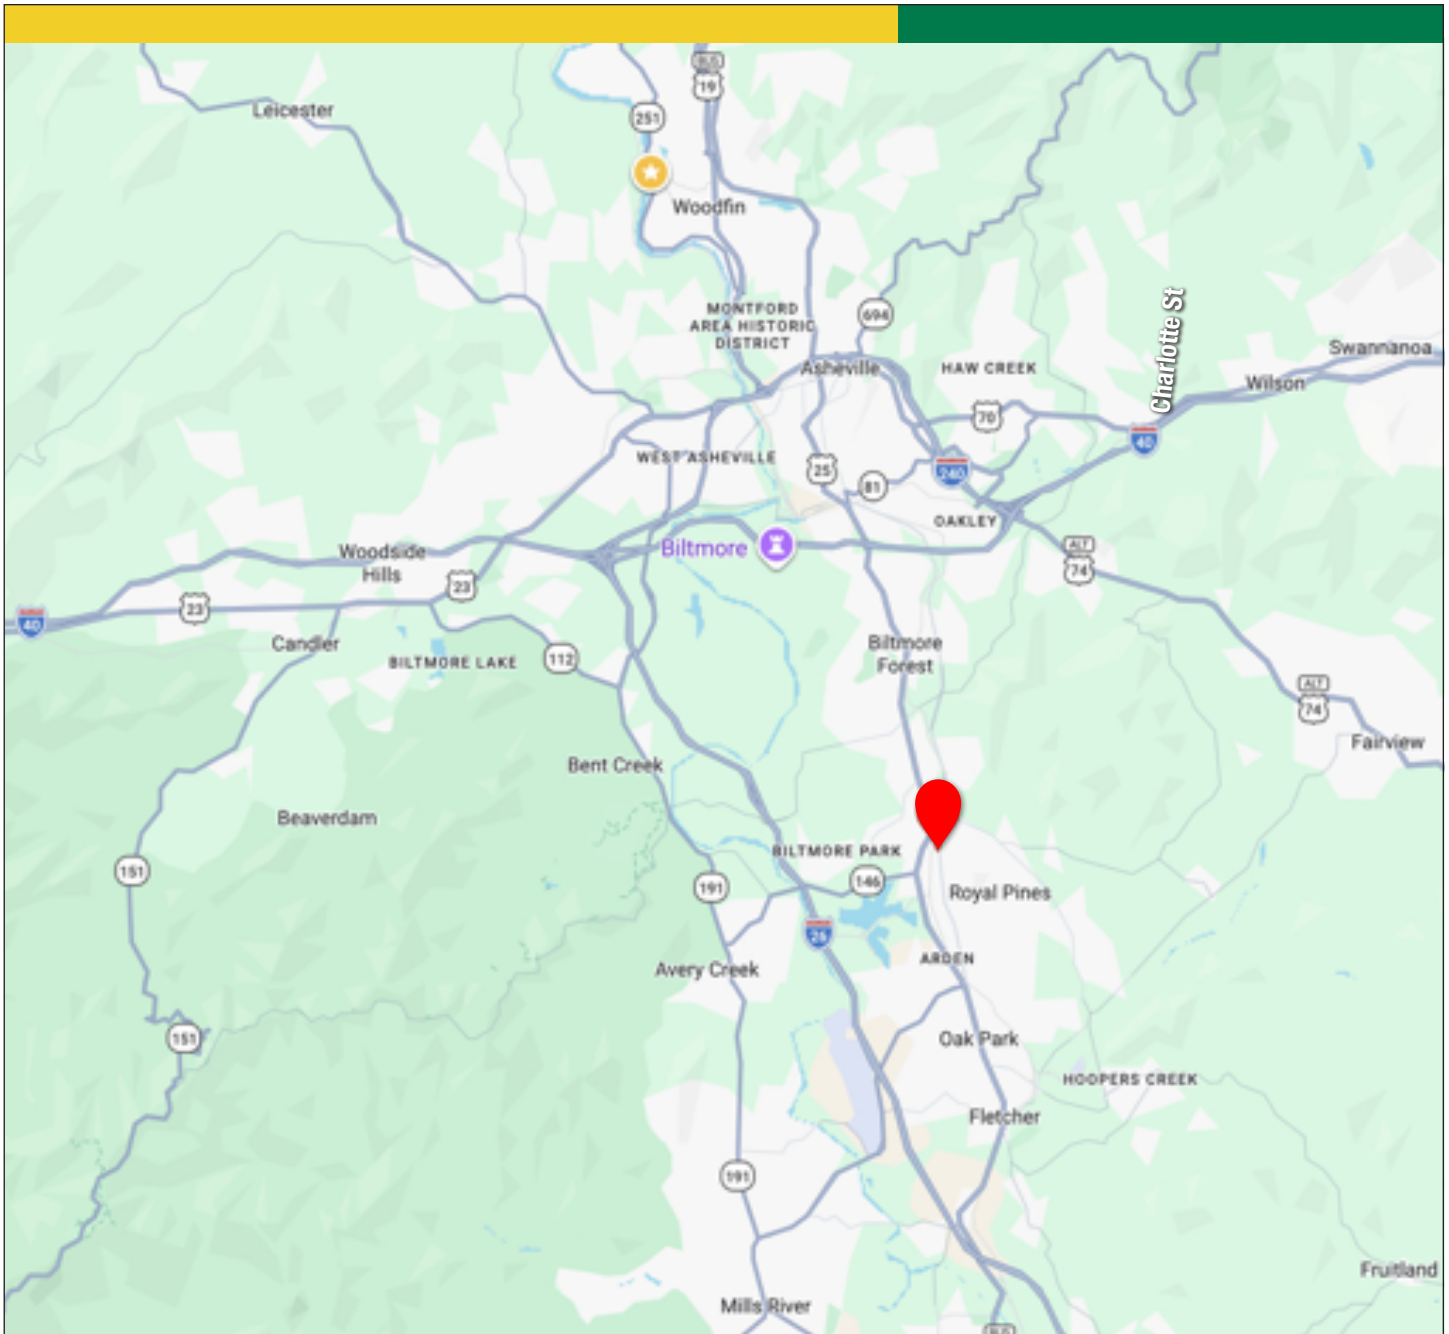 BUS
19
Leicester
251
Woodfin
Charlotte St
MONTFORD
AREA HISTORIC
DISTRICT
694
Swannanoa
Asheville
HAW CREEK
Wilson
70
40
WEST ASHEVILLE
25
240
81
OAKLEY
Biltmore
ALT
74
Woodside
Hills
23
23
40
Candler
Biltmore
Forest
BILTMORE LAKE
112
ALT
74
Fairview
Bent Creek
Beaverdam
BILTMORE PARK
151
146
191
Royal Pines
26
ARDEN
Avery Creek
151
Oak Park
HOOPERS CREEK
Fletcher
191
Fruitland
Mills River
BUS